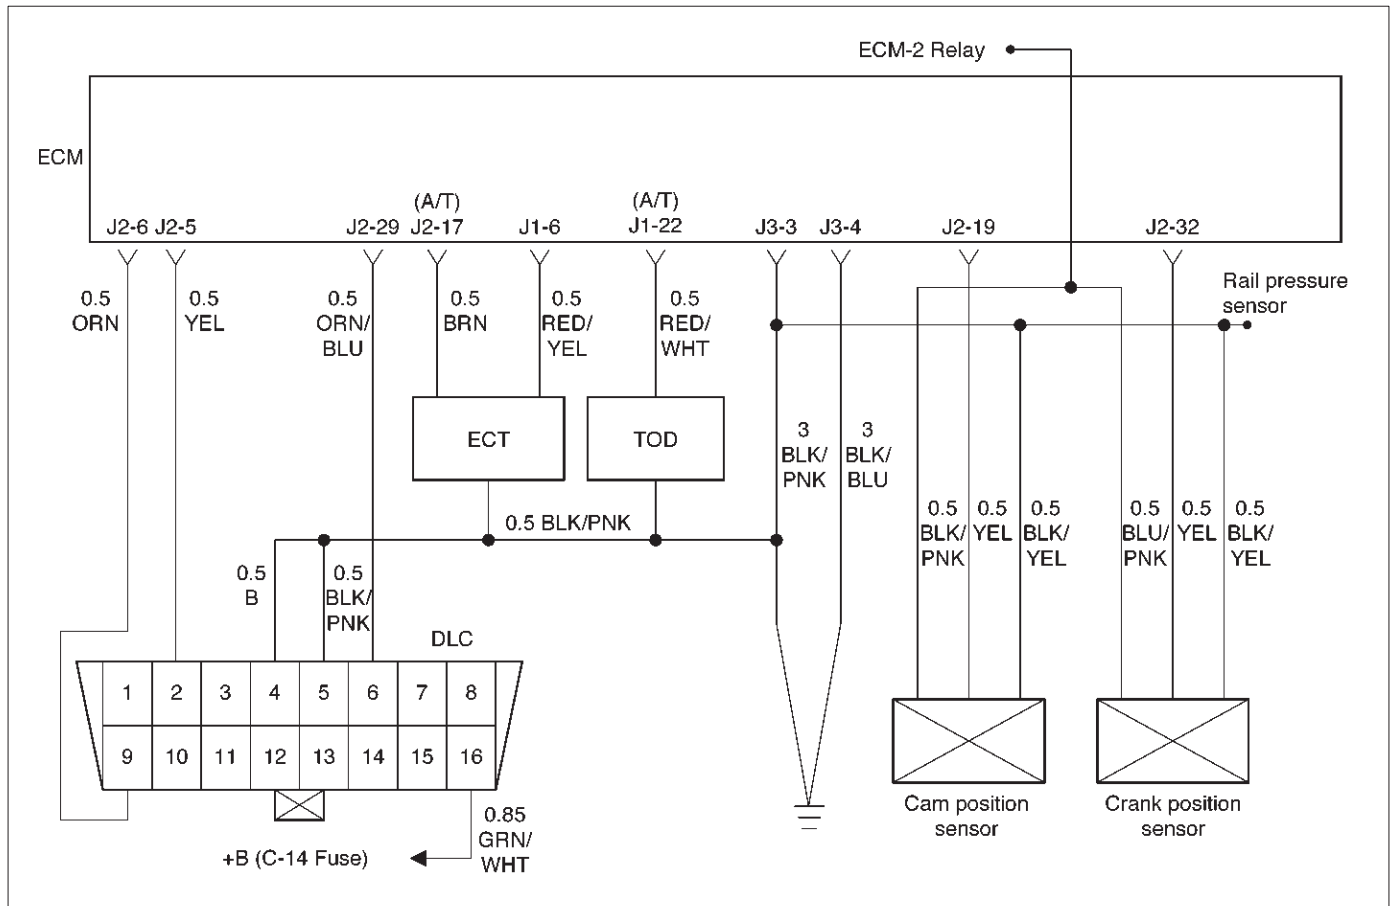 ECM-2 Relay
ECM
(A/T)
(A/T)
J2-6 J2-5 J2-29 J2-17 J1-6 J1-22 J3-3 J3-4 J2-19 J2-32
Rail pressure
sensor
0.5
ORN
0.5
YEL
0.5
ORN/
BLU
0.5
BRN
0.5
RED/
YEL
0.5
RED/
WHT
ECT
TOD
3
BLK/
PNK
3
BLK/
BLU
0.5 BLK/PNK
0.5
BLK/
PNK
0.5
YEL
0.5
BLK/
YEL
0.5
BLU/
PNK
0.5
YEL
0.5
BLK/
YEL
0.5
B
0.5
BLK/
PNK
DLC
1 2 3 4 5 6 7 8
9 10 11 12 13 14 15 16
0.85
GRN/
WHT
+B (C-14 Fuse)
Cam position
sensor
Crank position
sensor